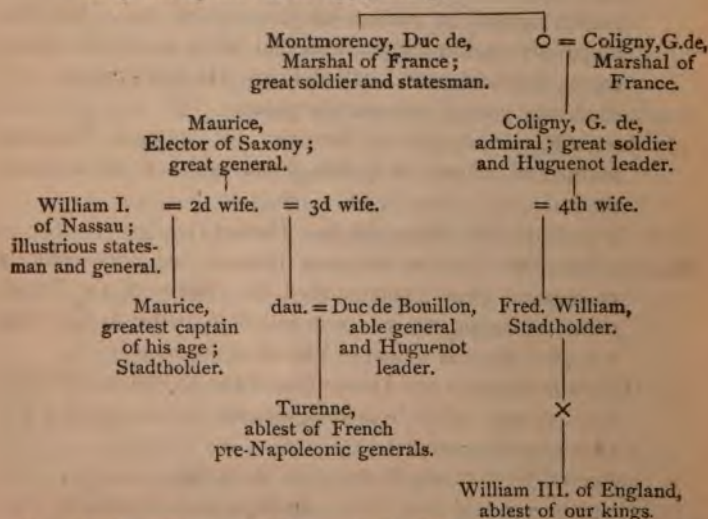 Montmorency, Duc de,
Marshal of France;
great soldier and statesman.
O = Coligny, G. de,
Marshal of
France.
Maurice,
Elector of Saxony;
great general.
Coligny, G. de,
admiral; great soldier
and Huguenot leader.
William I.
of Nassau;
illustrious states-
man and general.
= 2d wife.
= 3d wife.
= 4th wife.
Maurice,
greatest captain
of his age;
Stadtholder.
dau. = Duc de Bouillon,
able general
and Huguenot
leader.
Fred. William,
Stadtholder.
Turenne,
ablest of French
pre-Napoleonic generals.
×
William III. of England,
ablest of our kings.